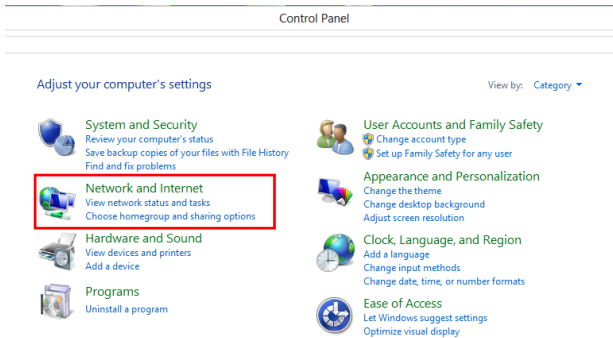 Control Panel
Adjust your computer's settings
View by: Category
System and Security
Review your computer's status
Save backup copies of your files with File History
Find and fix problems
Network and Internet
View network status and tasks
Choose homegroup and sharing options
Hardware and Sound
View devices and printers
Add a device
Programs
Uninstall a program
User Accounts and Family Safety
Change account type
Set up Family Safety for any user
Appearance and Personalization
Change the theme
Change desktop background
Adjust screen resolution
Clock, Language, and Region
Add a language
Change input methods
Change date, time, or number formats
Ease of Access
Let Windows suggest settings
Optimize visual display